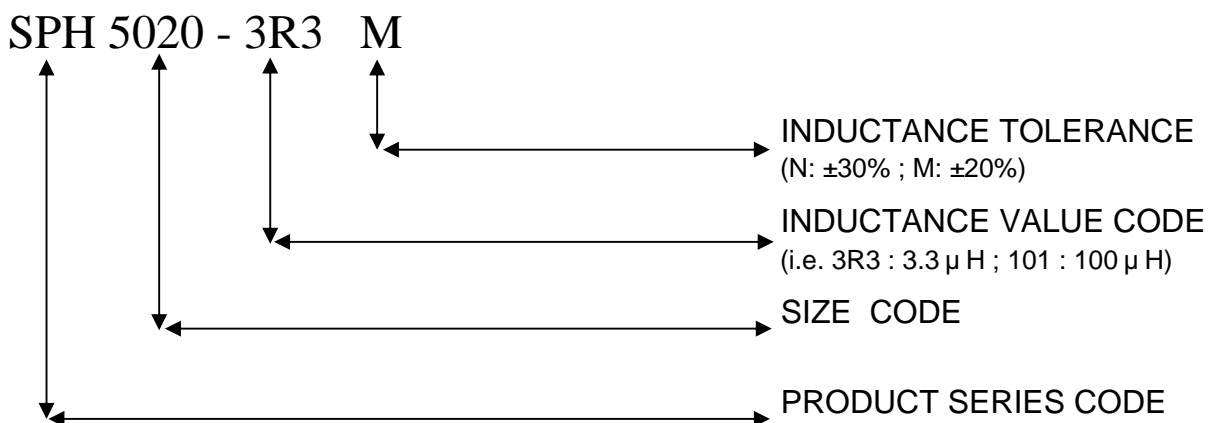 SPH 5020 - 3R3 M
INDUCTANCE TOLERANCE
(N: ±30% ; M: ±20%)
INDUCTANCE VALUE CODE
(i.e. 3R3 : 3.3 μ H ; 101 : 100 μ H)
SIZE CODE
PRODUCT SERIES CODE